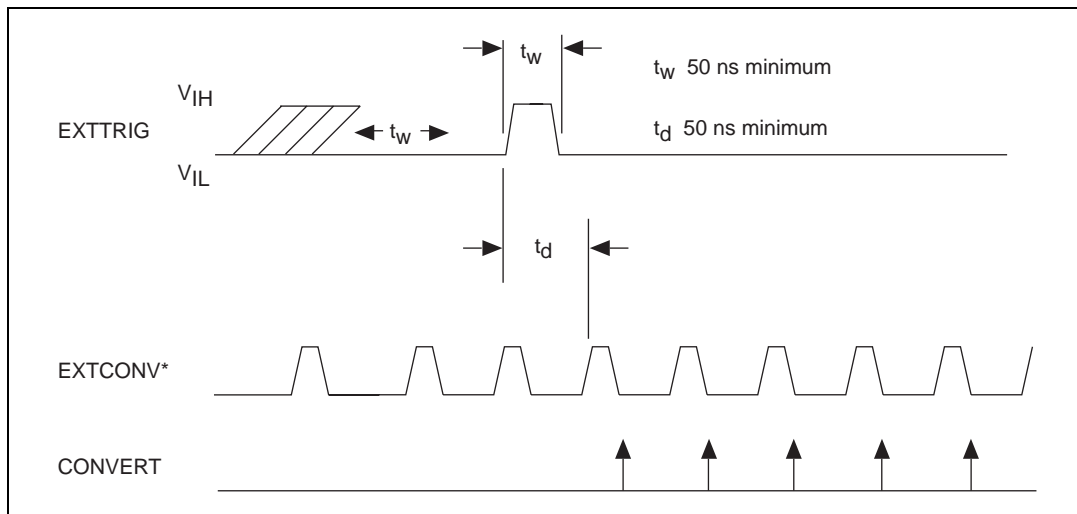 tw
tw 50 ns minimum
VIH
EXTTRIG
tw
td 50 ns minimum
VIL
td
EXTCONV*
CONVERT